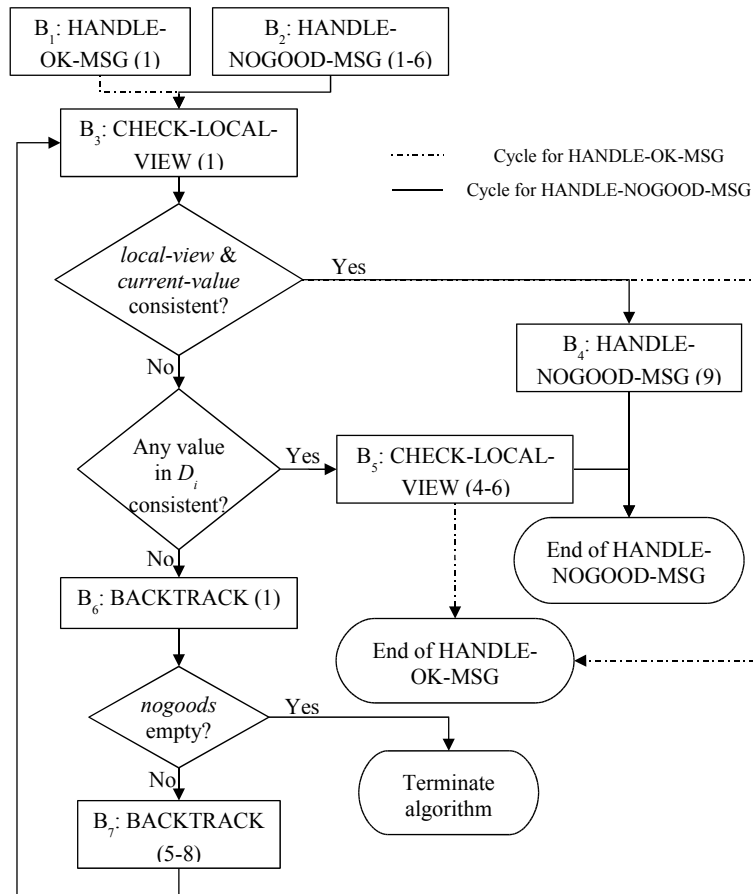 B₁: HANDLE-
OK-MSG (1)
B₂: HANDLE-
NOGOOD-MSG (1-6)
B₃: CHECK-LOCAL-
VIEW (1)
Cycle for HANDLE-OK-MSG
Cycle for HANDLE-NOGOOD-MSG
local-view &
current-value
consistent?
Yes
No
B₄: HANDLE-
NOGOOD-MSG (9)
Any value
in Dᵢ
consistent?
Yes
No
B₅: CHECK-LOCAL-
VIEW (4-6)
End of HANDLE-
NOGOOD-MSG
B₆: BACKTRACK (1)
End of HANDLE-
OK-MSG
nogoods
empty?
Yes
No
Terminate
algorithm
B₇: BACKTRACK
(5-8)